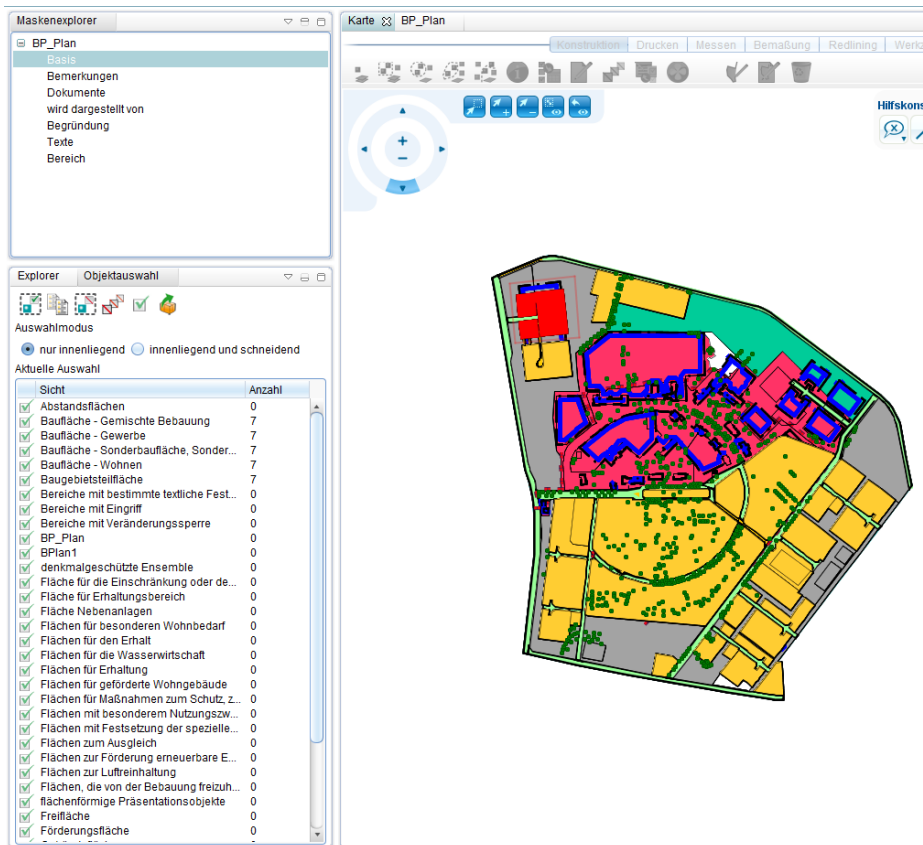 Maskenexplorer
BP_Plan
Basis
Bemerkungen
Dokumente
wird dargestellt von
Begründung
Texte
Bereich
Explorer Objektauswahl
Auswahlmodus
nur innenliegend innenliegend und schneidend
Aktuelle Auswahl
Sicht Anzahl
Abstandsflächen 0
Baufläche - Gemischte Bebauung 7
Baufläche - Gewerbe 7
Baufläche - Sonderbaufläche, Sonder... 7
Baufläche - Wohnen 7
Baugebietsteilfläche 7
Bereiche mit bestimmte textliche Fest... 0
Bereiche mit Eingriff 0
Bereiche mit Veränderungssperre 0
BP_Plan 0
BPlan1 0
denkmalgeschützte Ensemble 0
Fläche für die Einschränkung oder de... 0
Fläche für Erhaltungsbereich 0
Fläche Nebenanlagen 0
Flächen für besonderen Wohnbedarf 0
Flächen für den Erhalt 0
Flächen für die Wasserwirtschaft 0
Flächen für Erhaltung 0
Flächen für geförderte Wohngebäude 0
Flächen für Maßnahmen zum Schutz, z... 0
Flächen mit besonderem Nutzungszw... 0
Flächen mit Festsetzung der spezielle... 0
Flächen zum Ausgleich 0
Flächen zur Förderung erneuerbare E... 0
Flächen zur Luftreinhaltung 0
Flächen, die von der Bebauung freizuh... 0
flächenförmige Präsentationsobjekte 0
Freifläche 0
Förderungsfläche 0
Karte BP_Plan
Konstruktion Drucken Messen Bemaßung Redlining Werkz
Hilfskons